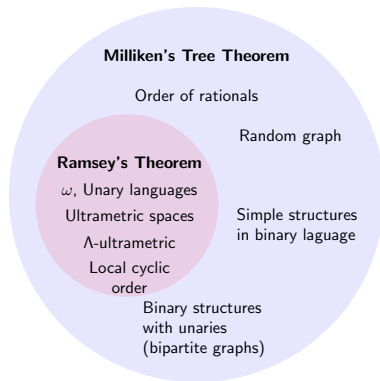 Milliken's Tree Theorem
Order of rationals
Random graph
Ramsey's Theorem
ω, Unary languages
Ultrametric spaces
Λ-ultrametric
Local cyclic
order
Simple structures
in binary laguage
Binary structures
with unaries
(bipartite graphs)